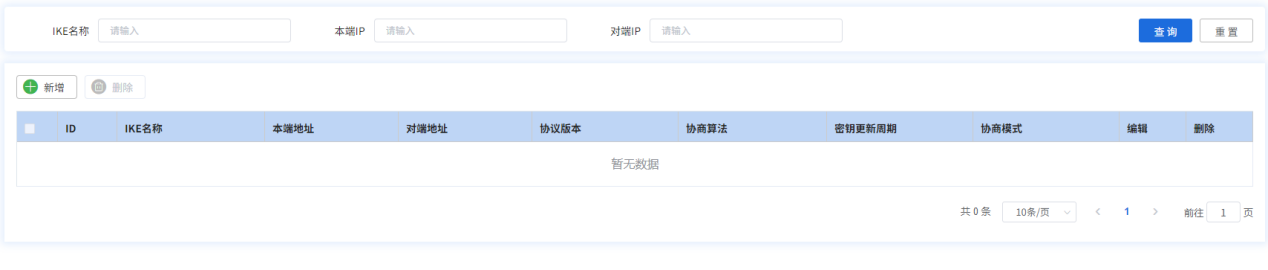 IKE名称 请输入 本端IP 请输入 对端IP 请输入 查询 重置
新增 删除
ID IKE名称 本端地址 对端地址 协议版本 协商算法 密钥更新周期 协商模式 编辑 删除
暂无数据
共 0 条 10条/页 1 前往 1 页